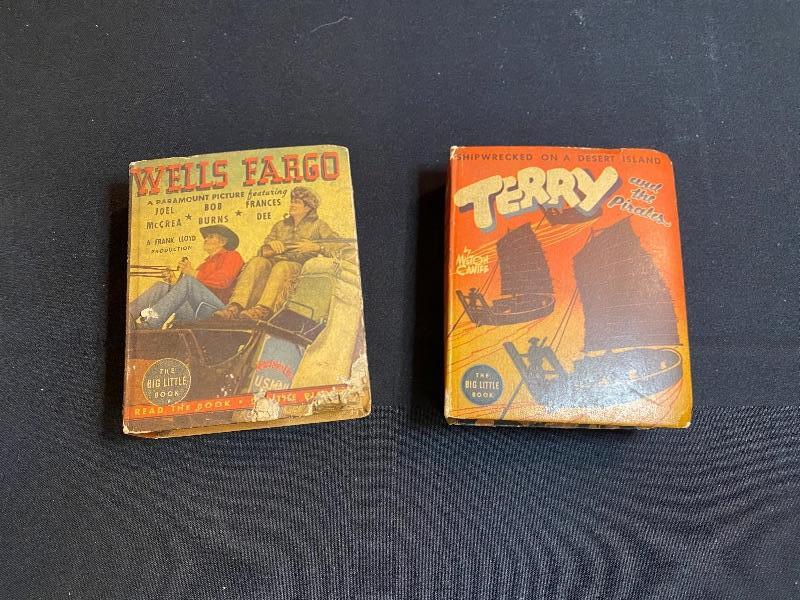 WELLS FARGO
A PARAMOUNT PICTURE featuring
JOEL McCREA ★ BOB BURNS ★ FRANCES DEE
A FRANK LLOYD
PRODUCTION
U S M
THE
BIG LITTLE
BOOK
READ THE BOOK •
SHIPWRECKED ON A DESERT ISLAND
TERRY
and
the
Pirates
by
MILTON
CANIFF
THE
BIG LITTLE
BOOK